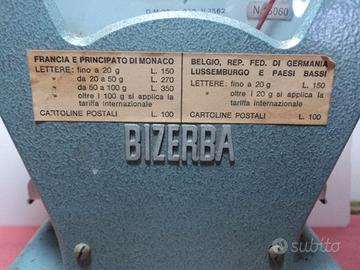 N. 5060
FRANCIA E PRINCIPATO DI MONACO
LETTERE: fino a 20 g L. 150
» da 20 a 50 g L. 270
» da 50 a 100 g L. 350
» oltre i 100 g si applica la
tariffa internazionale
CARTOLINE POSTALI L. 100
BELGIO, REP. FED. DI GERMANIA
LUSSEMBURGO E PAESI BASSI
LETTERE: fino a 20 g L. 150
» oltre i 20 g si applica la
tariffa internazionale
CARTOLINE POSTALI L. 100
BIZERBA
subito